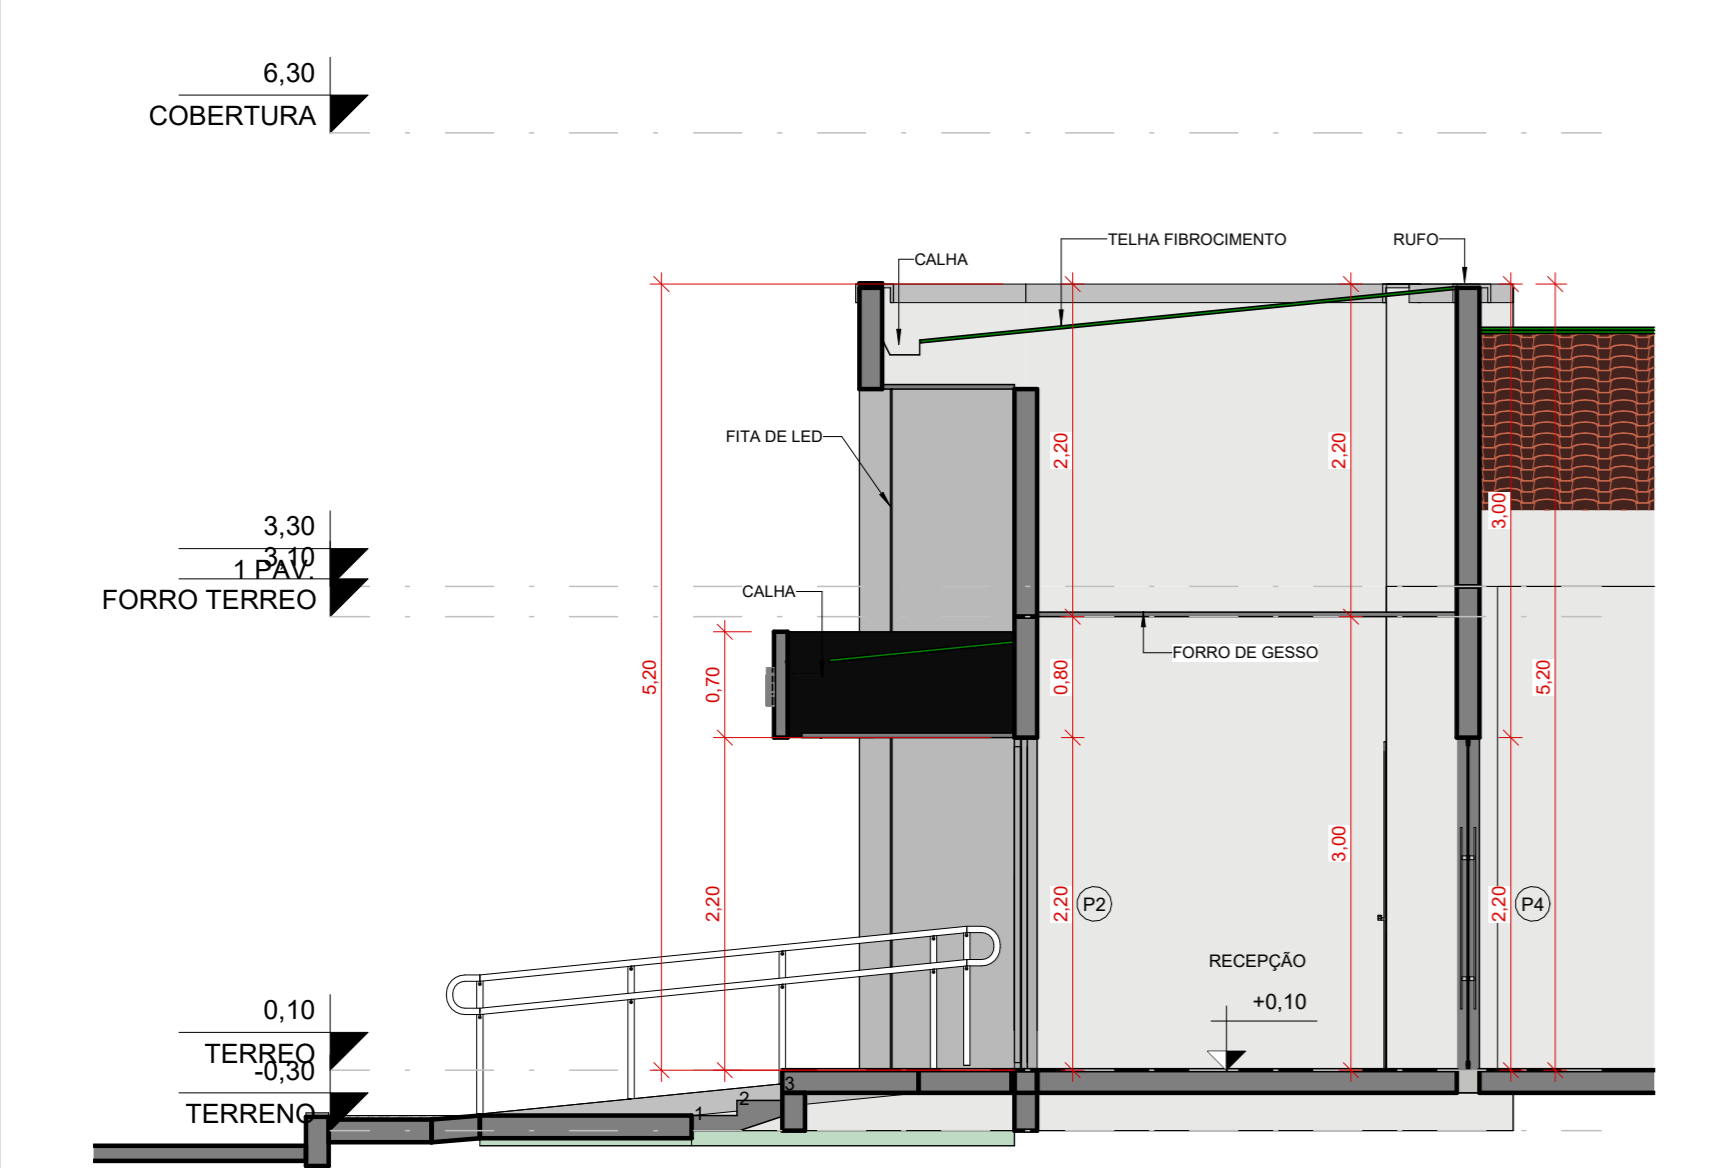 6,30
COBERTURA
TELHA FIBROCIMENTO
RUFO
CALHA
FITA DE LED
2,20
2,20
3,00
3,30
3,10
1 PAV.
FORRO TERREO
CALHA
FORRO DE GESSO
5,20
0,70
0,80
5,20
3,00
2,20
2,20
P2
2,20
P4
RECEPÇÃO
+0,10
0,10
TERREO
-0,30
TERRENO
3
2
1